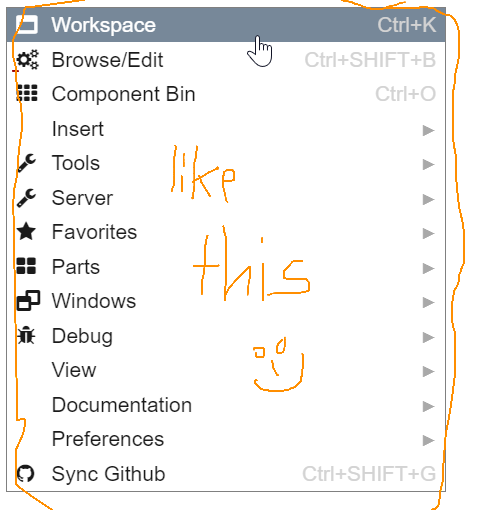 Workspace Ctrl+K
Browse/Edit Ctrl+SHIFT+B
Component Bin Ctrl+O
Insert
Tools
like
Server
Favorites
this
Parts
Windows
Debug
View
Documentation
Preferences
Sync Github Ctrl+SHIFT+G